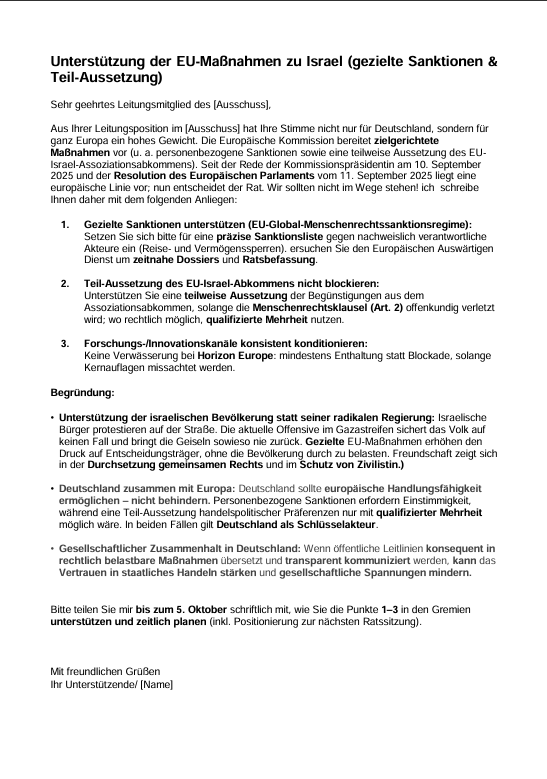 Unterstützung der EU-Maßnahmen zu Israel (gezielte Sanktionen &
Teil-Aussetzung)
Sehr geehrtes Leitungsmitglied des [Ausschuss],
Aus Ihrer Leitungsposition im [Ausschuss] hat Ihre Stimme nicht nur für Deutschland, sondern für
ganz Europa ein hohes Gewicht. Die Europäische Kommission bereitet zielgerichtete
Maßnahmen vor (u. a. personenbezogene Sanktionen sowie eine teilweise Aussetzung des EU-
Israel-Assoziationsabkommens). Seit der Rede der Kommissionspräsidentin am 10. September
2025 und der Resolution des Europäischen Parlaments vom 11. September 2025 liegt eine
europäische Linie vor; nun entscheidet der Rat. Wir sollten nicht im Wege stehen! ich schreibe
Ihnen daher mit dem folgenden Anliegen:
1. Gezielte Sanktionen unterstützen (EU-Global-Menschenrechtssanktionsregime):
Setzen Sie sich bitte für eine präzise Sanktionsliste gegen nachweislich verantwortliche
Akteure ein (Reise- und Vermögenssperren). ersuchen Sie den Europäischen Auswärtigen
Dienst um zeitnahe Dossiers und Ratsbefassung.
2. Teil-Aussetzung des EU-Israel-Abkommens nicht blockieren:
Unterstützen Sie eine teilweise Aussetzung der Begünstigungen aus dem
Assoziationsabkommen, solange die Menschenrechtsklausel (Art. 2) offenkundig verletzt
wird; wo rechtlich möglich, qualifizierte Mehrheit nutzen.
3. Forschungs-/Innovationskanäle konsistent konditionieren:
Keine Verwässerung bei Horizon Europe: mindestens Enthaltung statt Blockade, solange
Kernauflagen missachtet werden.
Begründung:
• Unterstützung der israelischen Bevölkerung statt seiner radikalen Regierung: Israelische
Bürger protestieren auf der Straße. Die aktuelle Offensive im Gazastreifen sichert das Volk auf
keinen Fall und bringt die Geiseln sowieso nie zurück. Gezielte EU-Maßnahmen erhöhen den
Druck auf Entscheidungsträger, ohne die Bevölkerung durch zu belasten. Freundschaft zeigt sich
in der Durchsetzung gemeinsamen Rechts und im Schutz von Zivilistin.)
• Deutschland zusammen mit Europa: Deutschland sollte europäische Handlungsfähigkeit
ermöglichen – nicht behindern. Personenbezogene Sanktionen erfordern Einstimmigkeit,
während eine Teil-Aussetzung handelspolitischer Präferenzen nur mit qualifizierter Mehrheit
möglich wäre. In beiden Fällen gilt Deutschland als Schlüsselakteur.
• Gesellschaftlicher Zusammenhalt in Deutschland: Wenn öffentliche Leitlinien konsequent in
rechtlich belastbare Maßnahmen übersetzt und transparent kommuniziert werden, kann das
Vertrauen in staatliches Handeln stärken und gesellschaftliche Spannungen mindern.
Bitte teilen Sie mir bis zum 5. Oktober schriftlich mit, wie Sie die Punkte 1–3 in den Gremien
unterstützen und zeitlich planen (inkl. Positionierung zur nächsten Ratssitzung).
Mit freundlichen Grüßen
Ihr Unterstützende/ [Name]